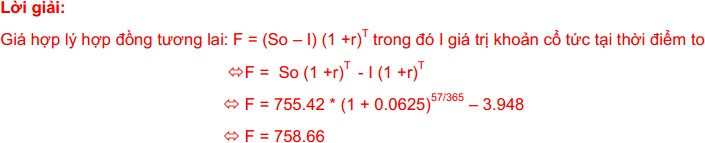 Lời giải:
Giá hợp lý hợp đồng tương lai: F = (So – I) (1 +r)^T trong đó I giá trị khoản cổ tức tại thời điểm to
⇔F = So (1 +r)^T - I (1 +r)^T
⇔ F = 755.42 * (1 + 0.0625)^57/365 – 3.948
⇔ F = 758.66